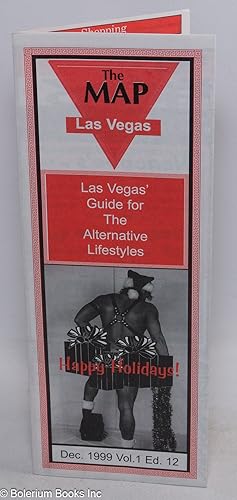 Shopping
The
MAP
Las Vegas
Las Vegas'
Guide for
The
Alternative
Lifestyles
Happy Holidays!
Dec. 1999 Vol.1 Ed. 12
© Bolerium Books Inc